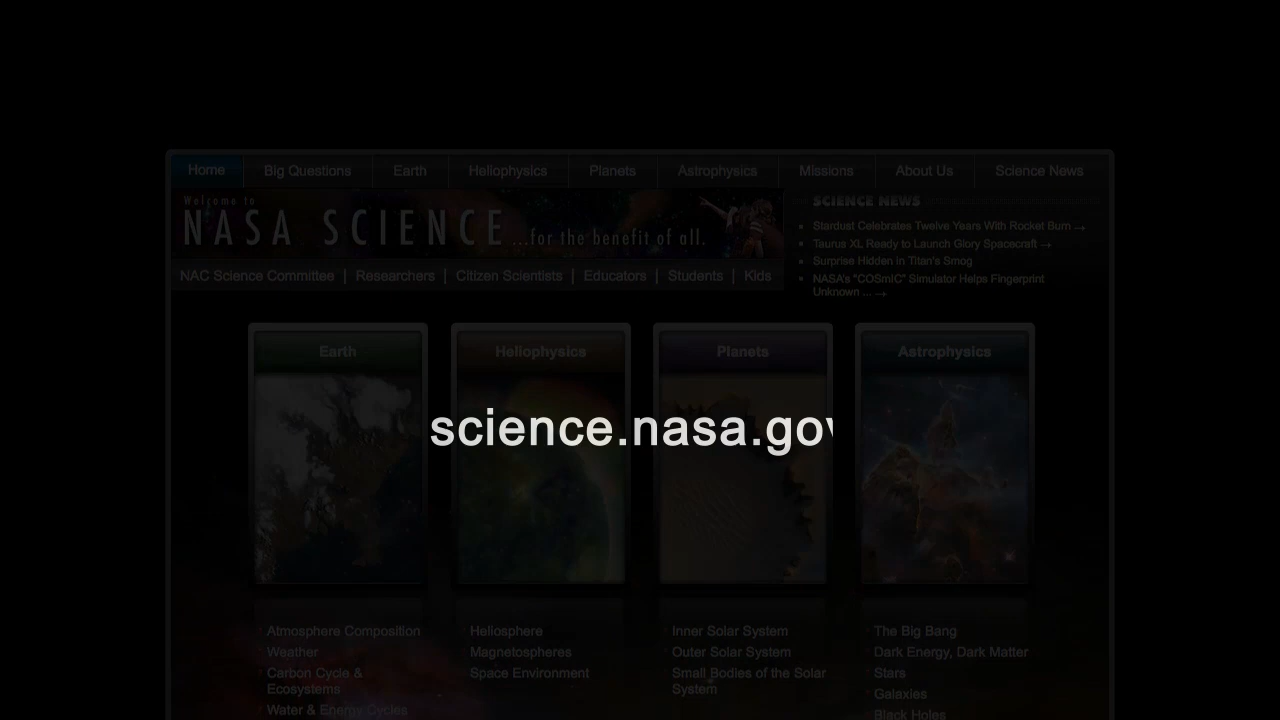 Home Big Questions Earth Heliophysics Planets Astrophysics Missions About Us Science News
Welcome to
NASA SCIENCE ...for the benefit of all.
NAC Science Committee | Researchers | Citizen Scientists | Educators | Students | Kids
SCIENCE NEWS
Stardust Celebrates Twelve Years With Rocket Burn →
Taurus XL Ready to Launch Glory Spacecraft →
Surprise Hidden in Titan's Smog
NASA's "COSmIC" Simulator Helps Fingerprint
Unknown ... →
Earth Heliophysics Planets Astrophysics
science.nasa.gov
Atmosphere Composition
Weather
Carbon Cycle &
Ecosystems
Water & Energy Cycles
Heliosphere
Magnetospheres
Space Environment
Inner Solar System
Outer Solar System
Small Bodies of the Solar
System
The Big Bang
Dark Energy, Dark Matter
Stars
Galaxies
Black Holes